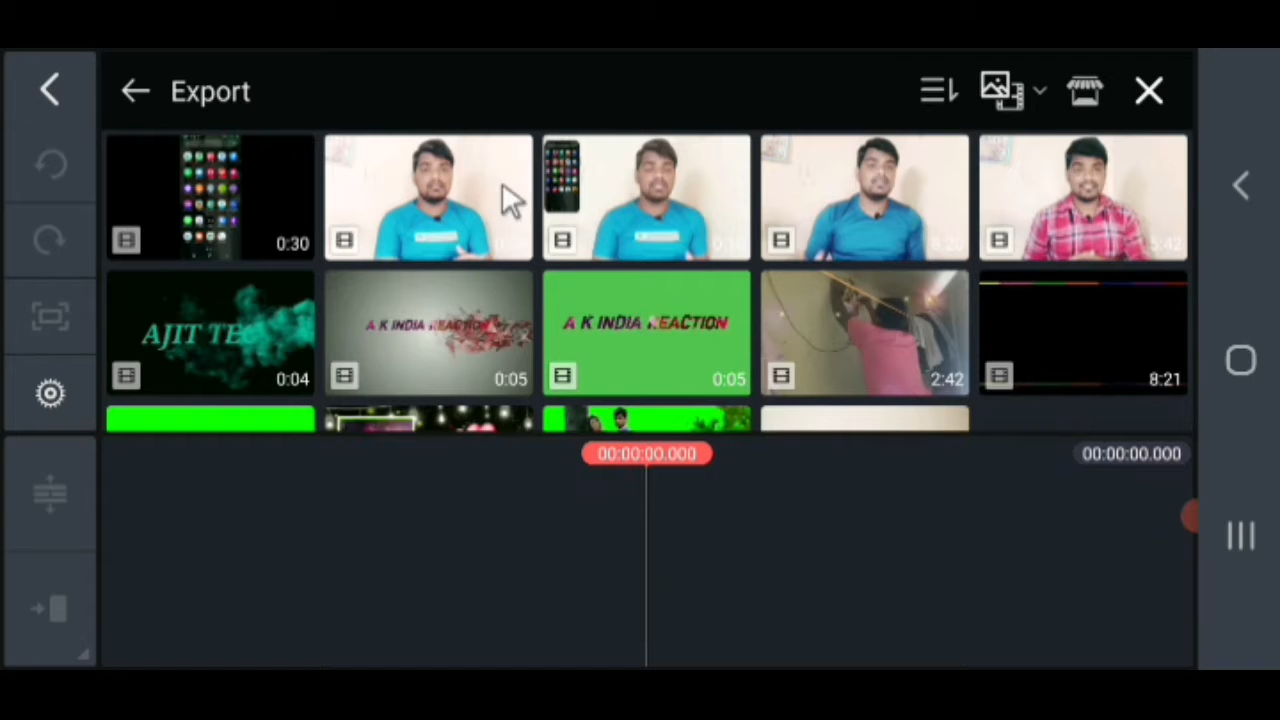 Export
0:30
5:42
AJIT TE
A K INDIA REACTION
A K INDIA REACTION
0:04
0:05
0:05
2:42
8:21
00:00:00.000
00:00:00.000